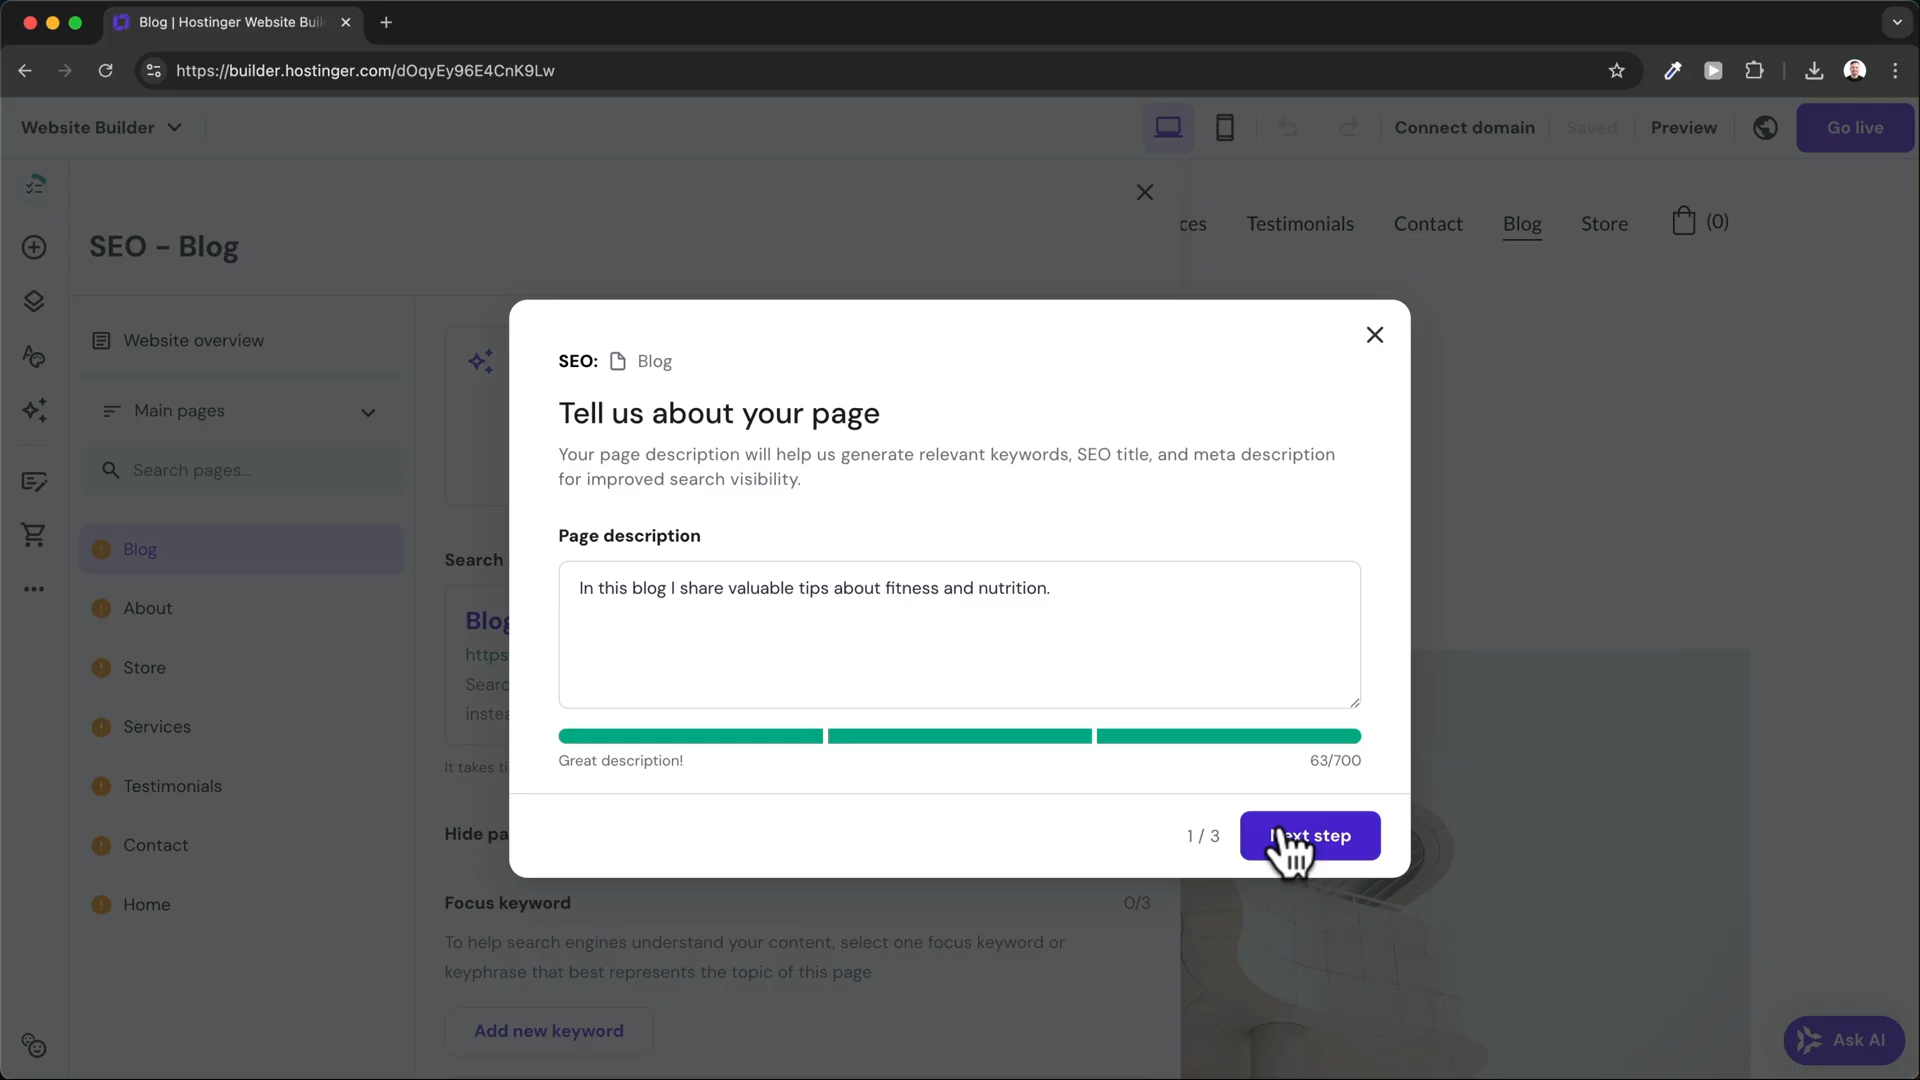 Blog | Hostinger Website Buil
https://builder.hostinger.com/dOqyEy96E4CnK9Lw
Website Builder
Connect domain
Saved
Preview
Go live
ces
Testimonials
Contact
Blog
Store
(0)
SEO – Blog
Website overview
Main pages
Search pages...
Blog
About
Store
Services
Testimonials
Contact
Home
Search
Blog
https
Searc
instea
It takes ti
Hide pa
Focus keyword
0/3
To help search engines understand your content, select one focus keyword or
keyphrase that best represents the topic of this page
Add new keyword
SEO: Blog
Tell us about your page
Your page description will help us generate relevant keywords, SEO title, and meta description
for improved search visibility.
Page description
In this blog I share valuable tips about fitness and nutrition.
Great description!
63/700
1 / 3
Next step
Ask AI